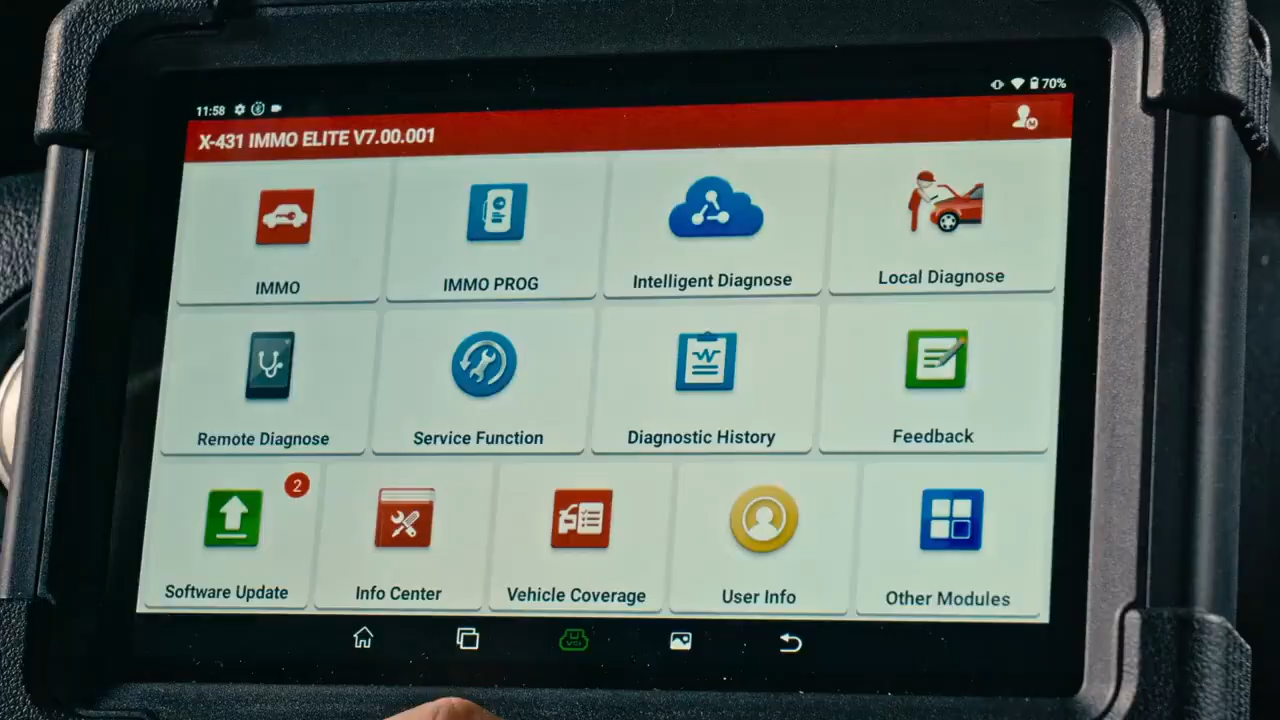 11:58
70%
X-431 IMMO ELITE V7.00.001
IMMO
IMMO PROG
Intelligent Diagnose
Local Diagnose
Remote Diagnose
Service Function
Diagnostic History
Feedback
2
Software Update
Info Center
Vehicle Coverage
User Info
Other Modules